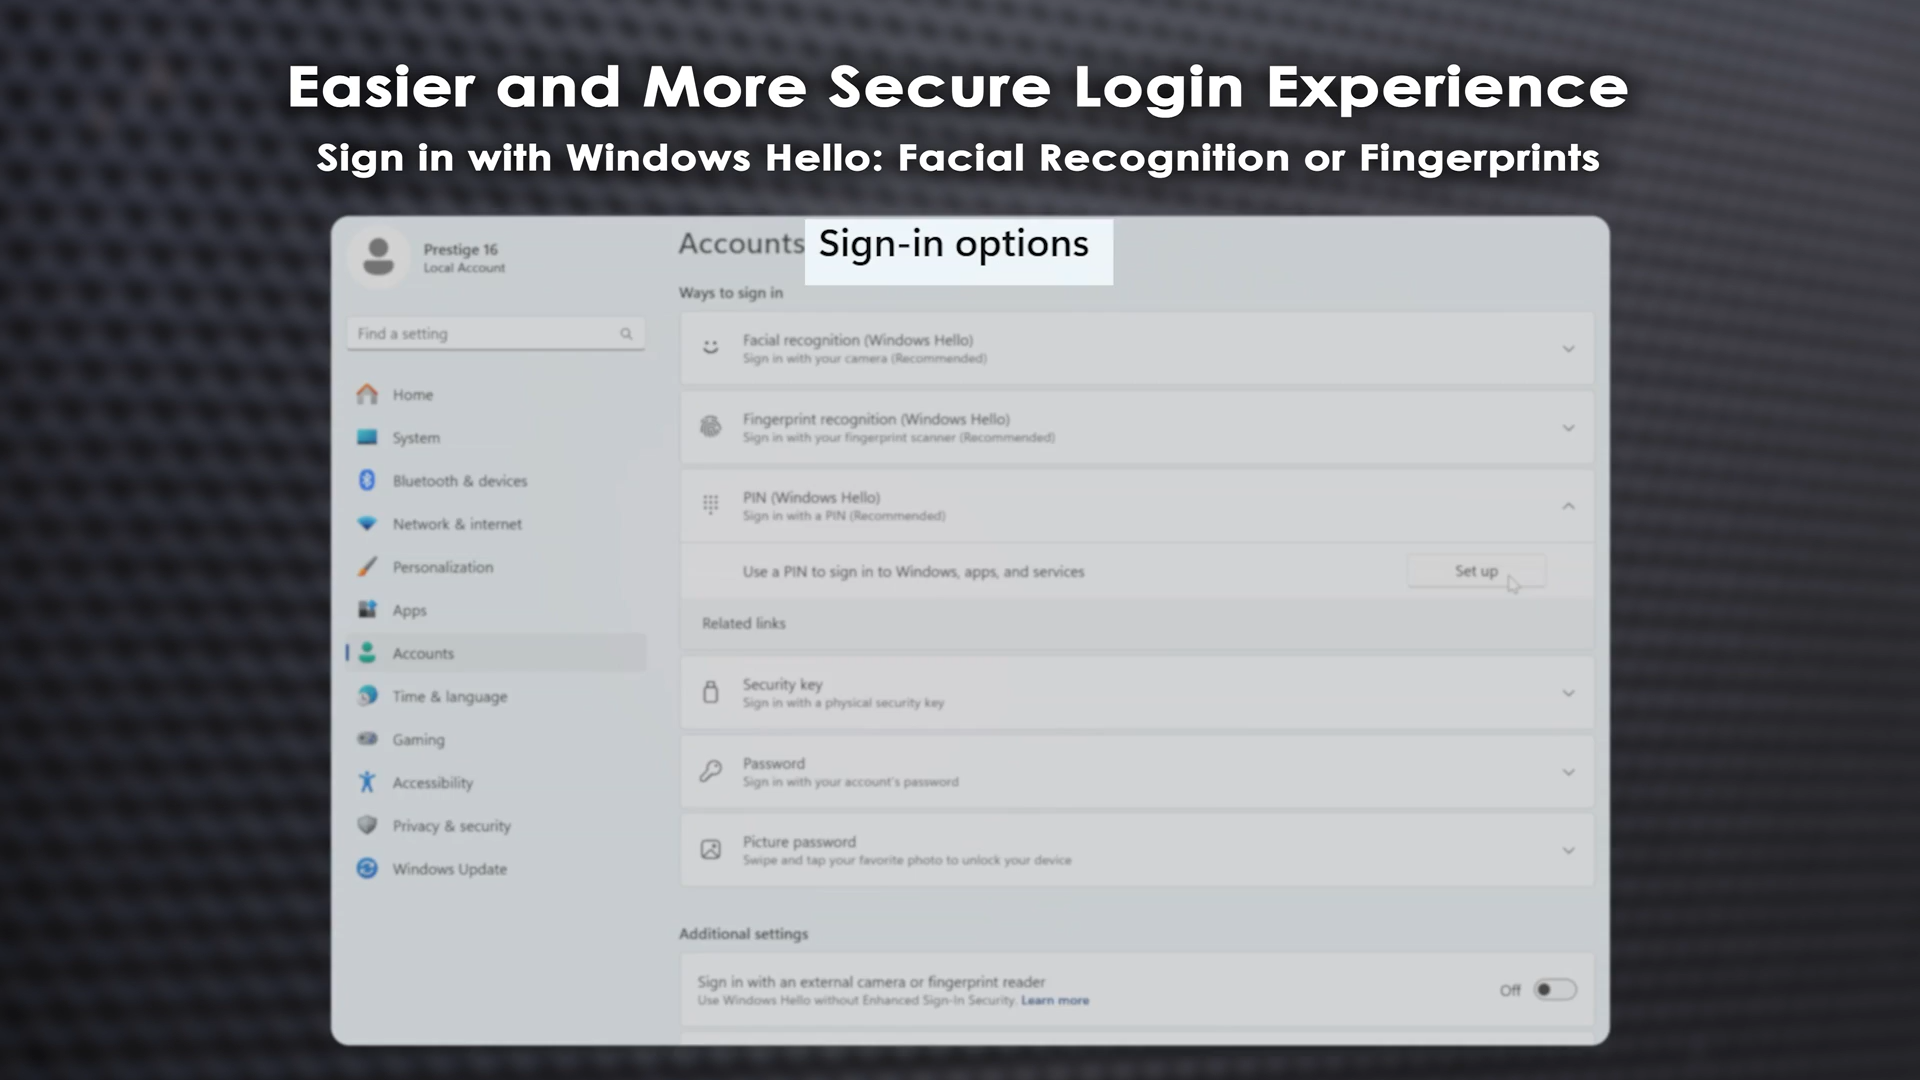 Easier and More Secure Login Experience
Sign in with Windows Hello: Facial Recognition or Fingerprints
Prestige 16
Local Account
Find a setting
Home
System
Bluetooth & devices
Network & internet
Personalization
Apps
Accounts
Time & language
Gaming
Accessibility
Privacy & security
Windows Update
Accounts Sign-in options
Ways to sign in
Facial recognition (Windows Hello)
Sign in with your camera (Recommended)
Fingerprint recognition (Windows Hello)
Sign in with your fingerprint scanner (Recommended)
PIN (Windows Hello)
Sign in with a PIN (Recommended)
Use a PIN to sign in to Windows, apps, and services
Set up
Related links
Security key
Sign in with a physical security key
Password
Sign in with your account's password
Picture password
Swipe and tap your favorite photo to unlock your device
Additional settings
Sign in with an external camera or fingerprint reader
Use Windows Hello without Enhanced Sign-In Security. Learn more
Off